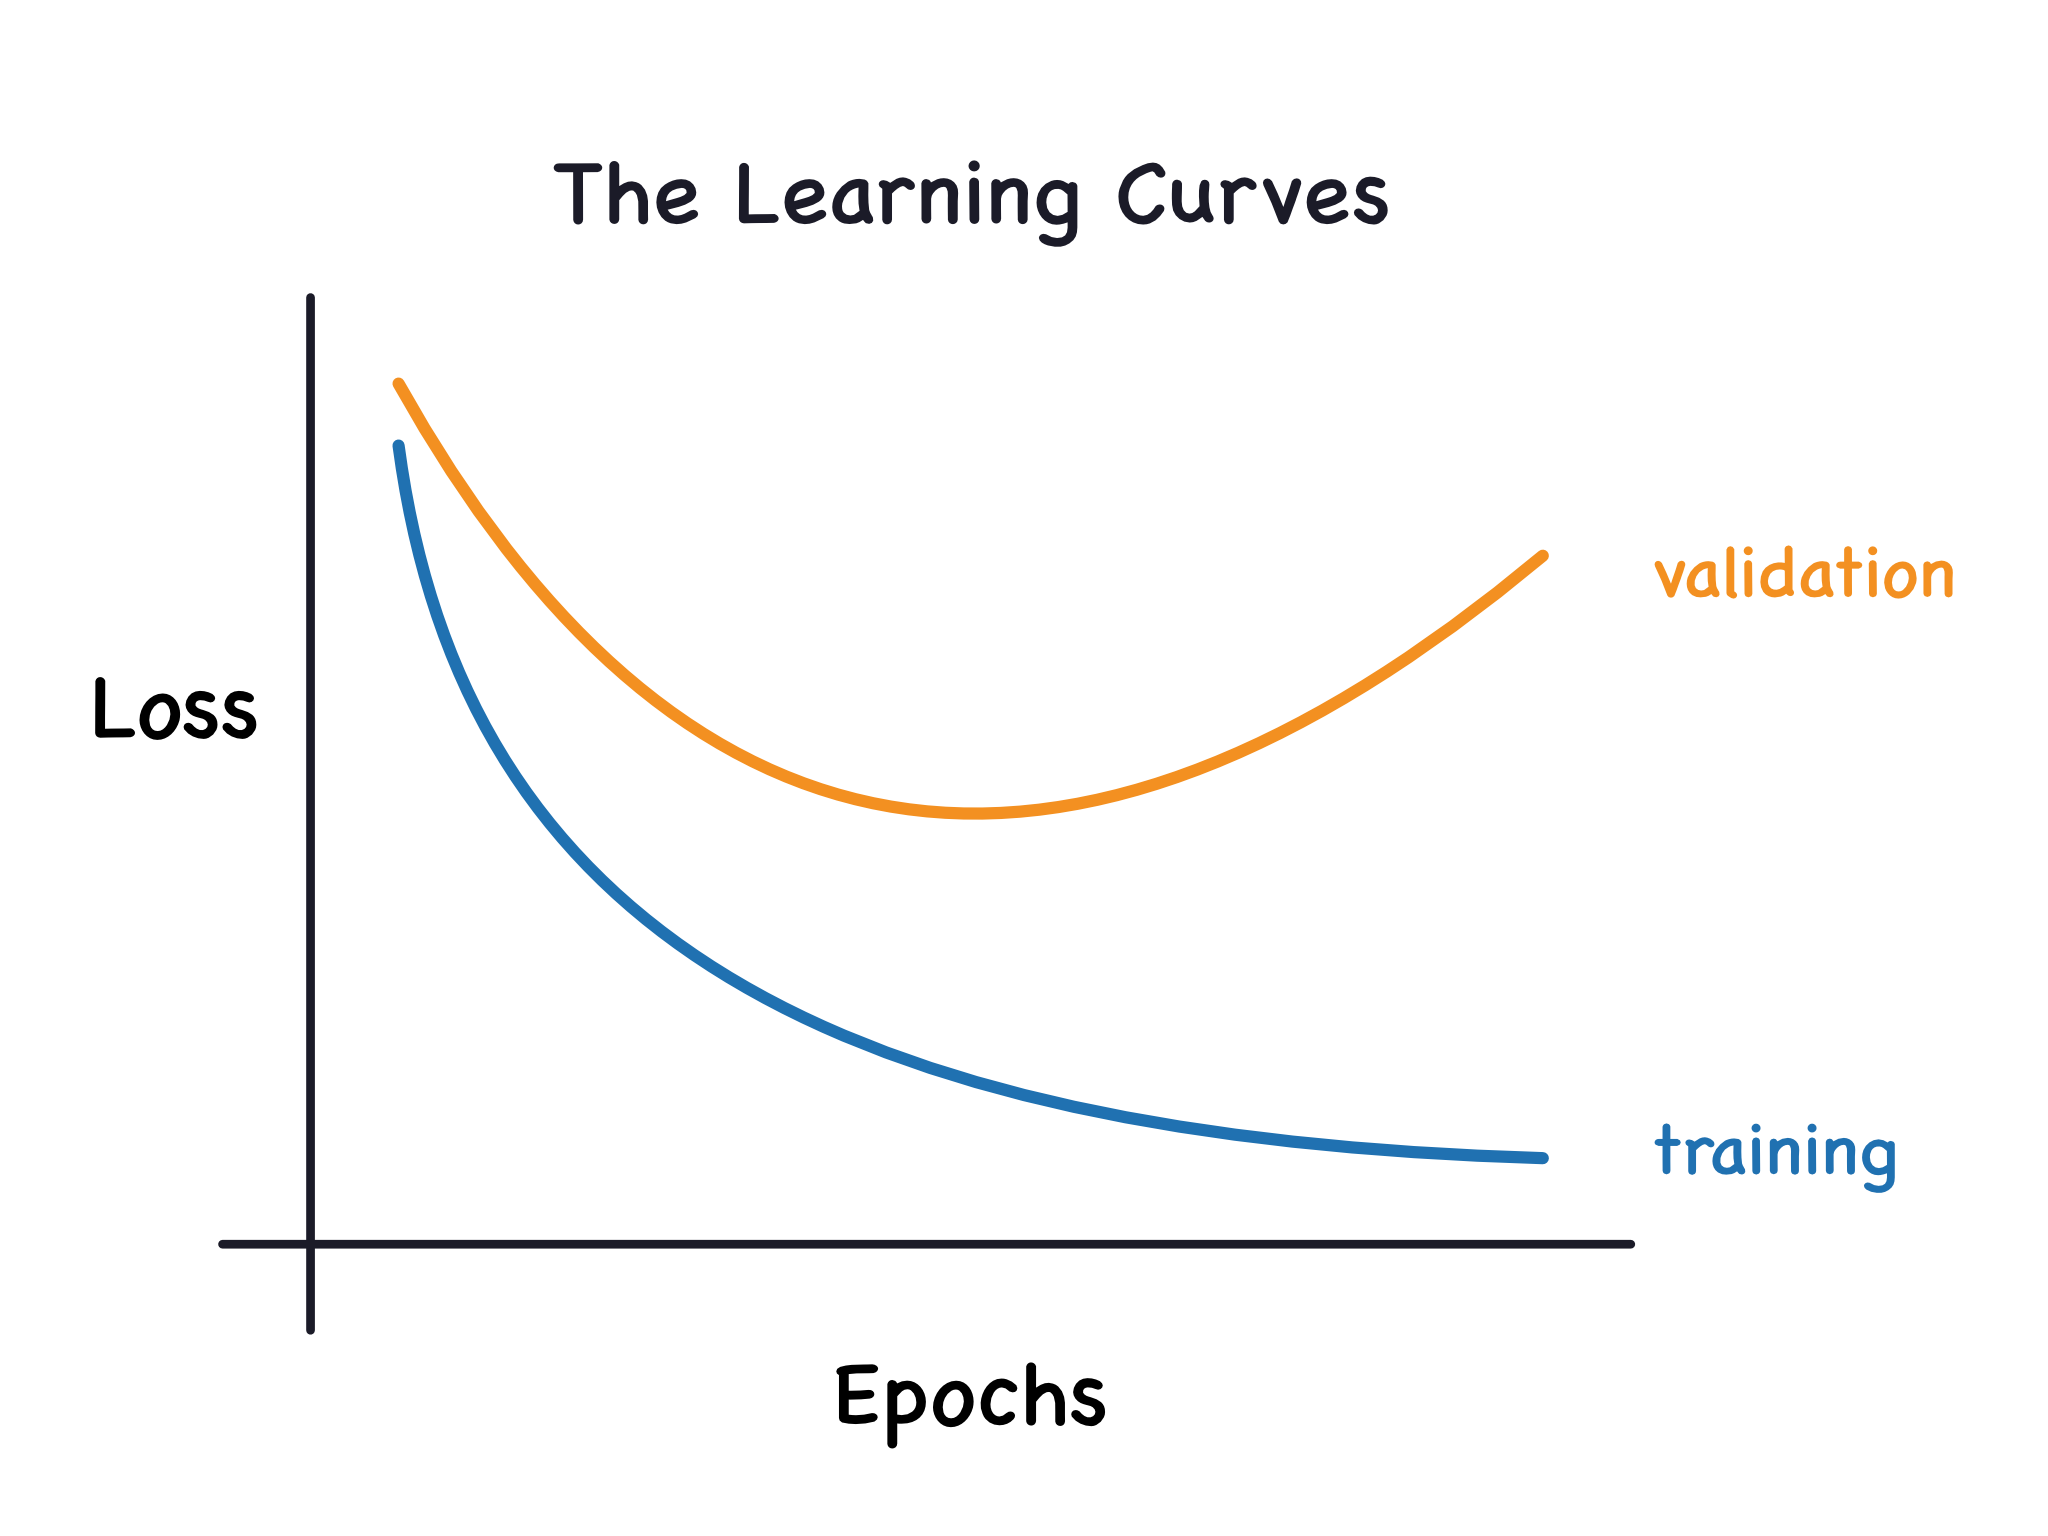 The Learning Curves
validation
Loss
training
Epochs